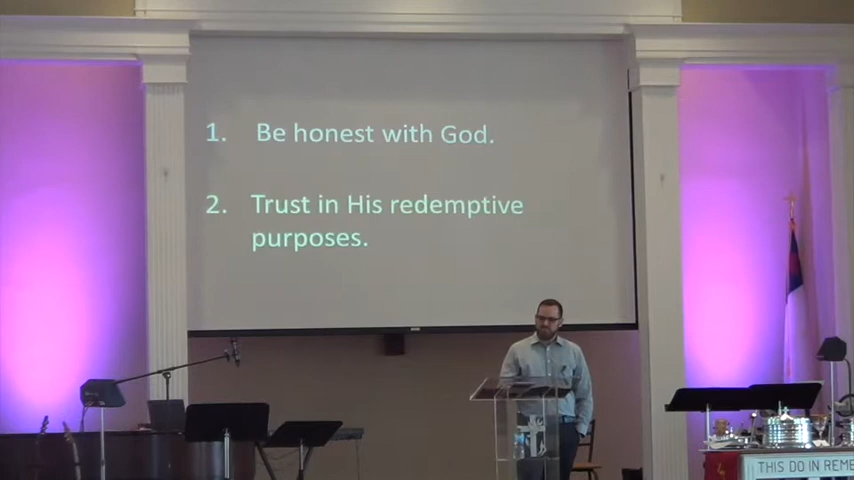 1. Be honest with God.
2. Trust in His redemptive
purposes.
THIS DO IN REME